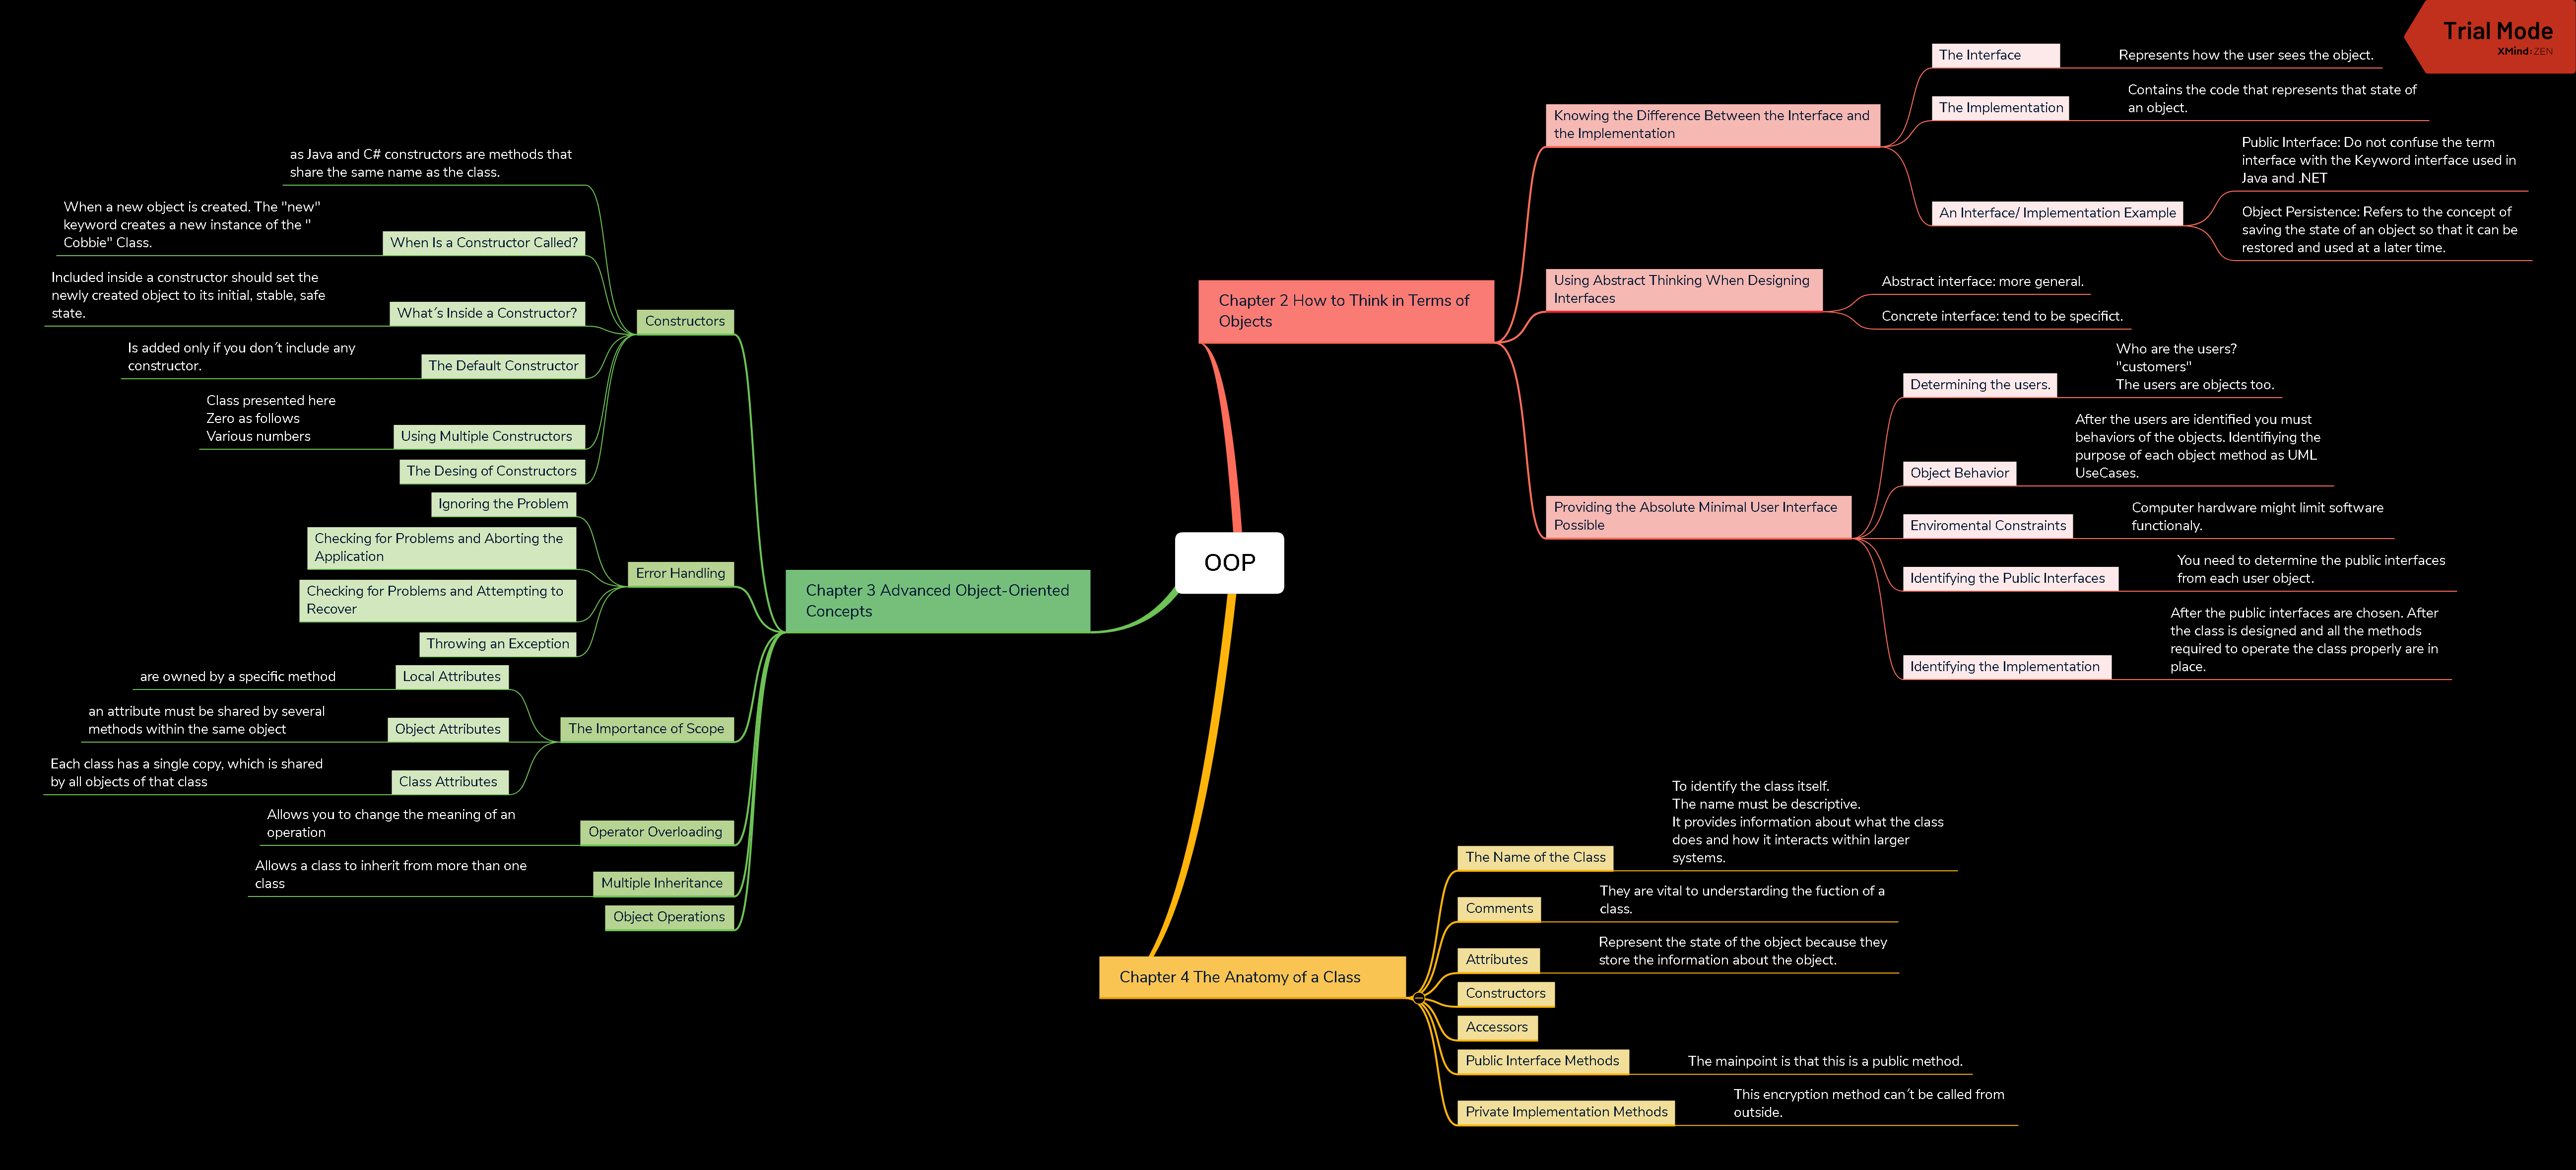 Trial Mode
XMind:ZEN
OOP
Chapter 2 How to Think in Terms of
Objects
Knowing the Difference Between the Interface and
the Implementation
The Interface
Represents how the user sees the object.
The Implementation
Contains the code that represents that state of
an object.
An Interface/ Implementation Example
Public Interface: Do not confuse the term
interface with the Keyword interface used in
Java and .NET
Object Persistence: Refers to the concept of
saving the state of an object so that it can be
restored and used at a later time.
Using Abstract Thinking When Designing
Interfaces
Abstract interface: more general.
Concrete interface: tend to be specific.
Providing the Absolute Minimal User Interface
Possible
Determining the users.
Who are the users?
"customers"
The users are objects too.
Object Behavior
After the users are identified you must
behaviors of the objects. Identifiying the
purpose of each object method as UML
UseCases.
Enviromental Constraints
Computer hardware might limit software
functionaly.
Identifying the Public Interfaces
You need to determine the public interfaces
from each user object.
Identifying the Implementation
After the public interfaces are chosen. After
the class is designed and all the methods
required to operate the class properly are in
place.
Chapter 3 Advanced Object-Oriented
Concepts
Constructors
as Java and C# constructors are methods that
share the same name as the class.
When Is a Constructor Called?
When a new object is created. The "new"
keyword creates a new instance of the "
Cobbie" Class.
What´s Inside a Constructor?
Included inside a constructor should set the
newly created object to its initial, stable, safe
state.
The Default Constructor
Is added only if you don´t include any
constructor.
Using Multiple Constructors
Class presented here
Zero as follows
Various numbers
The Desing of Constructors
Error Handling
Ignoring the Problem
Checking for Problems and Aborting the
Application
Checking for Problems and Attempting to
Recover
Throwing an Exception
The Importance of Scope
Local Attributes
are owned by a specific method
Object Attributes
an attribute must be shared by several
methods within the same object
Class Attributes
Each class has a single copy, which is shared
by all objects of that class
Operator Overloading
Allows you to change the meaning of an
operation
Multiple Inheritance
Allows a class to inherit from more than one
class
Object Operations
Chapter 4 The Anatomy of a Class
The Name of the Class
To identify the class itself.
The name must be descriptive.
It provides information about what the class
does and how it interacts within larger
systems.
Comments
They are vital to understarding the fuction of a
class.
Attributes
Represent the state of the object because they
store the information about the object.
Constructors
Accessors
Public Interface Methods
The mainpoint is that this is a public method.
Private Implementation Methods
This encryption method can´t be called from
outside.